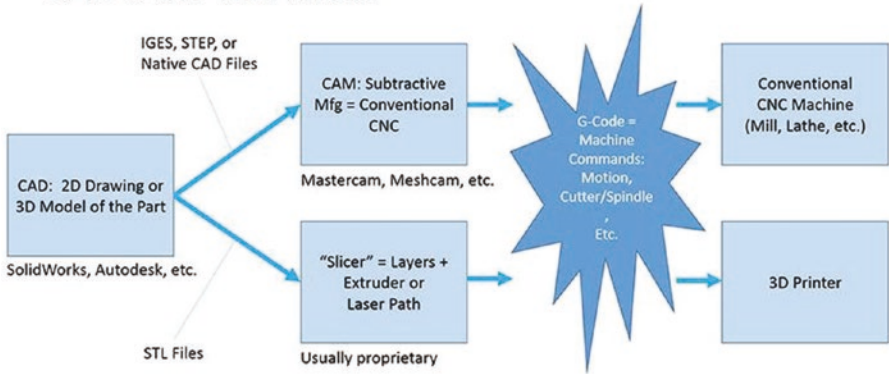 IGES, STEP, or
Native CAD Files
CAM: Subtractive
Mfg = Conventional
CNC
Mastercam, Meshcam, etc.
G-Code =
Machine
Commands:
Motion,
Cutter/Spindle
,
Etc.
Conventional
CNC Machine
(Mill, Lathe, etc.)
CAD:  2D Drawing or
3D Model of the Part
SolidWorks, Autodesk, etc.
STL Files
“Slicer” = Layers +
Extruder or
Laser Path
Usually proprietary
3D Printer